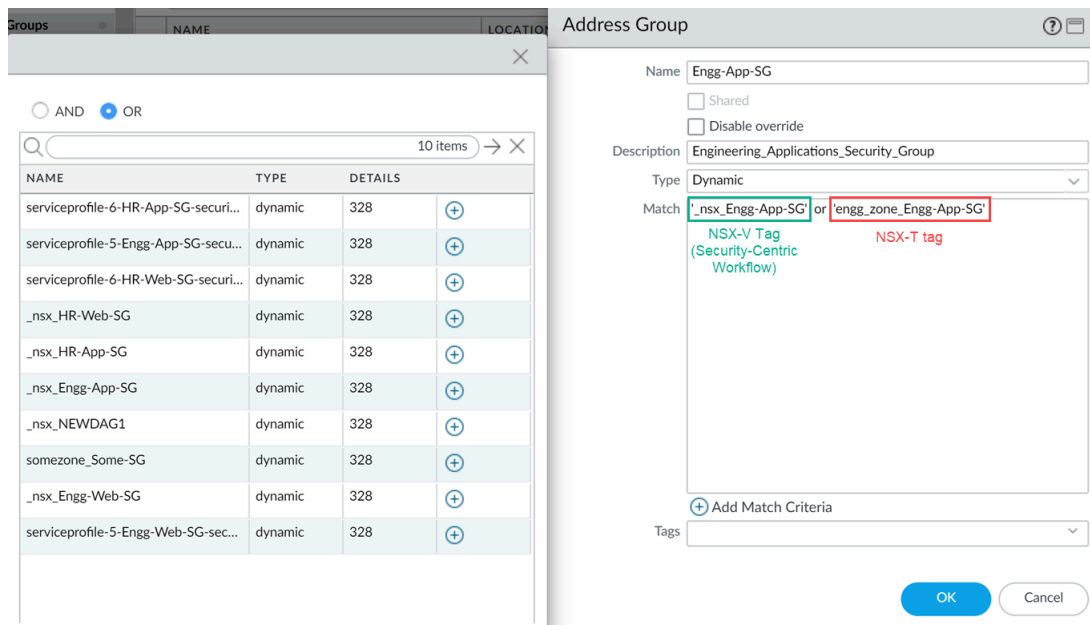 Groups
NAME
LOCATION
AND
OR
10 items
NAME TYPE DETAILS
serviceprofile-6-HR-App-SG-securi... dynamic 328
serviceprofile-5-Engg-App-SG-secu... dynamic 328
serviceprofile-6-HR-Web-SG-securi... dynamic 328
_nsx_HR-Web-SG dynamic 328
_nsx_HR-App-SG dynamic 328
_nsx_Engg-App-SG dynamic 328
_nsx_NEWDAG1 dynamic 328
somezone_Some-SG dynamic 328
_nsx_Engg-Web-SG dynamic 328
serviceprofile-5-Engg-Web-SG-sec... dynamic 328
Address Group
Name Engg-App-SG
Shared
Disable override
Description Engineering_Applications_Security_Group
Type Dynamic
Match '_nsx_Engg-App-SG' or 'engg_zone_Engg-App-SG'
NSX-V Tag
(Security-Centric
Workflow)
NSX-T tag
Add Match Criteria
Tags
OK
Cancel